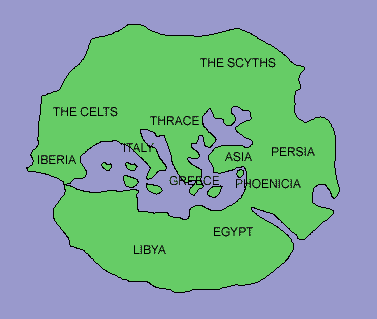 THE SCYTHS
THE CELTS
THRACE
ITALY
IBERIA
ASIA
PERSIA
GREECE
PHOENICIA
EGYPT
LIBYA